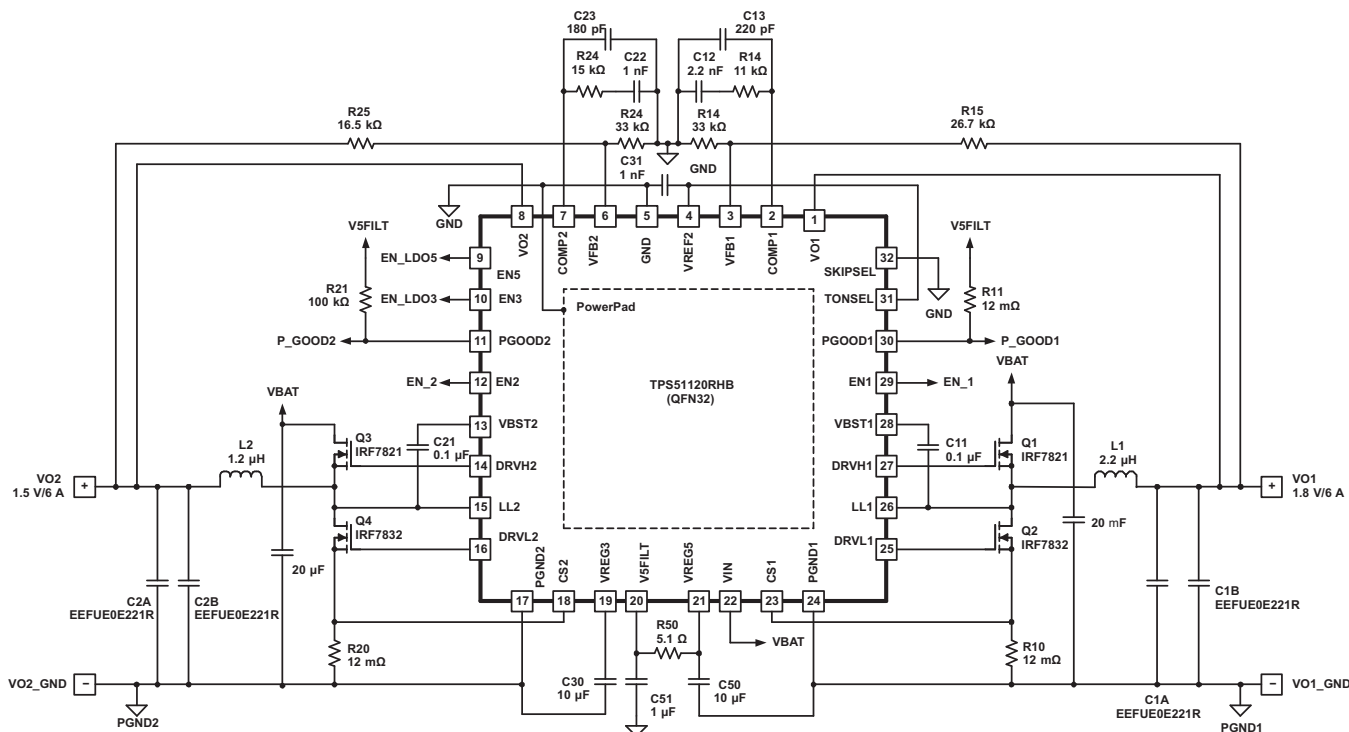 C23
180 pF
C13
220 pF
R24
15 kΩ
C22
1 nF
C12
2.2 nF
R14
11 kΩ
R25
16.5 kΩ
R24
33 kΩ
R14
33 kΩ
R15
26.7 kΩ
C31
1 nF
GND
GND
8
7
6
5
4
3
2
1
VO2
COMP2
VFB2
GND
VREF2
VFB1
COMP1
VO1
V5FILT
EN_LDO5
9
EN5
R21
100 kΩ
EN_LDO3
10
EN3
P_GOOD2
11
PGOOD2
EN_2
12
EN2
VBAT
13
VBST2
Q3
IRF7821
C21
0.1 µF
14
DRVH2
L2
1.2 µH
VO2
1.5 V/6 A
+
15
LL2
Q4
IRF7832
16
DRVL2
20 µF
C2A
EEFUE0E221R
C2B
EEFUE0E221R
R20
12 mΩ
VO2_GND
–
PGND2
PowerPad
TPS51120RHB
(QFN32)
SKIPSEL
32
V5FILT
TONSEL
31
GND
R11
12 mΩ
PGOOD1
30
P_GOOD1
VBAT
EN1
29
EN_1
VBST1
28
C11
0.1 µF
Q1
IRF7821
DRVH1
27
L1
2.2 µH
VO1
1.8 V/6 A
+
LL1
26
Q2
IRF7832
20 mF
DRVL1
25
PGND2
CS2
VREG3
V5FILT
VREG5
VIN
CS1
PGND1
17
18
19
20
21
22
23
24
R50
5.1 Ω
VBAT
C30
10 µF
C51
1 µF
C50
10 µF
R10
12 mΩ
C1B
EEFUE0E221R
C1A
EEFUE0E221R
–
VO1_GND
PGND1